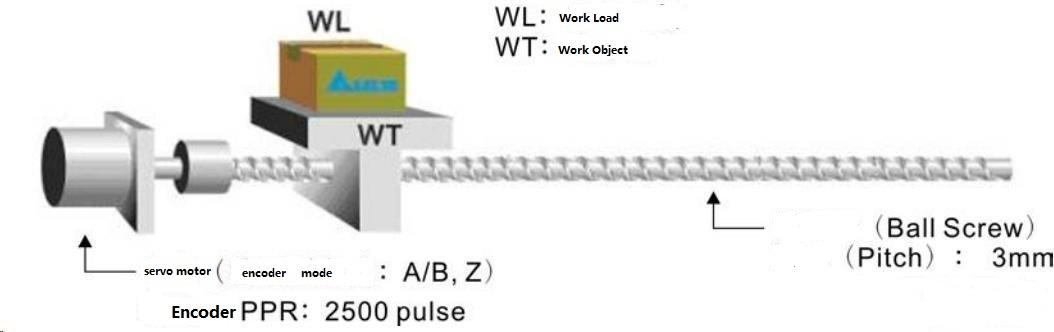 WL
WL: Work Load
WT: Work Object
WT
(Ball Screw)
(Pitch): 3mm
servo motor ( encoder mode : A/B, Z)
Encoder PPR: 2500 pulse